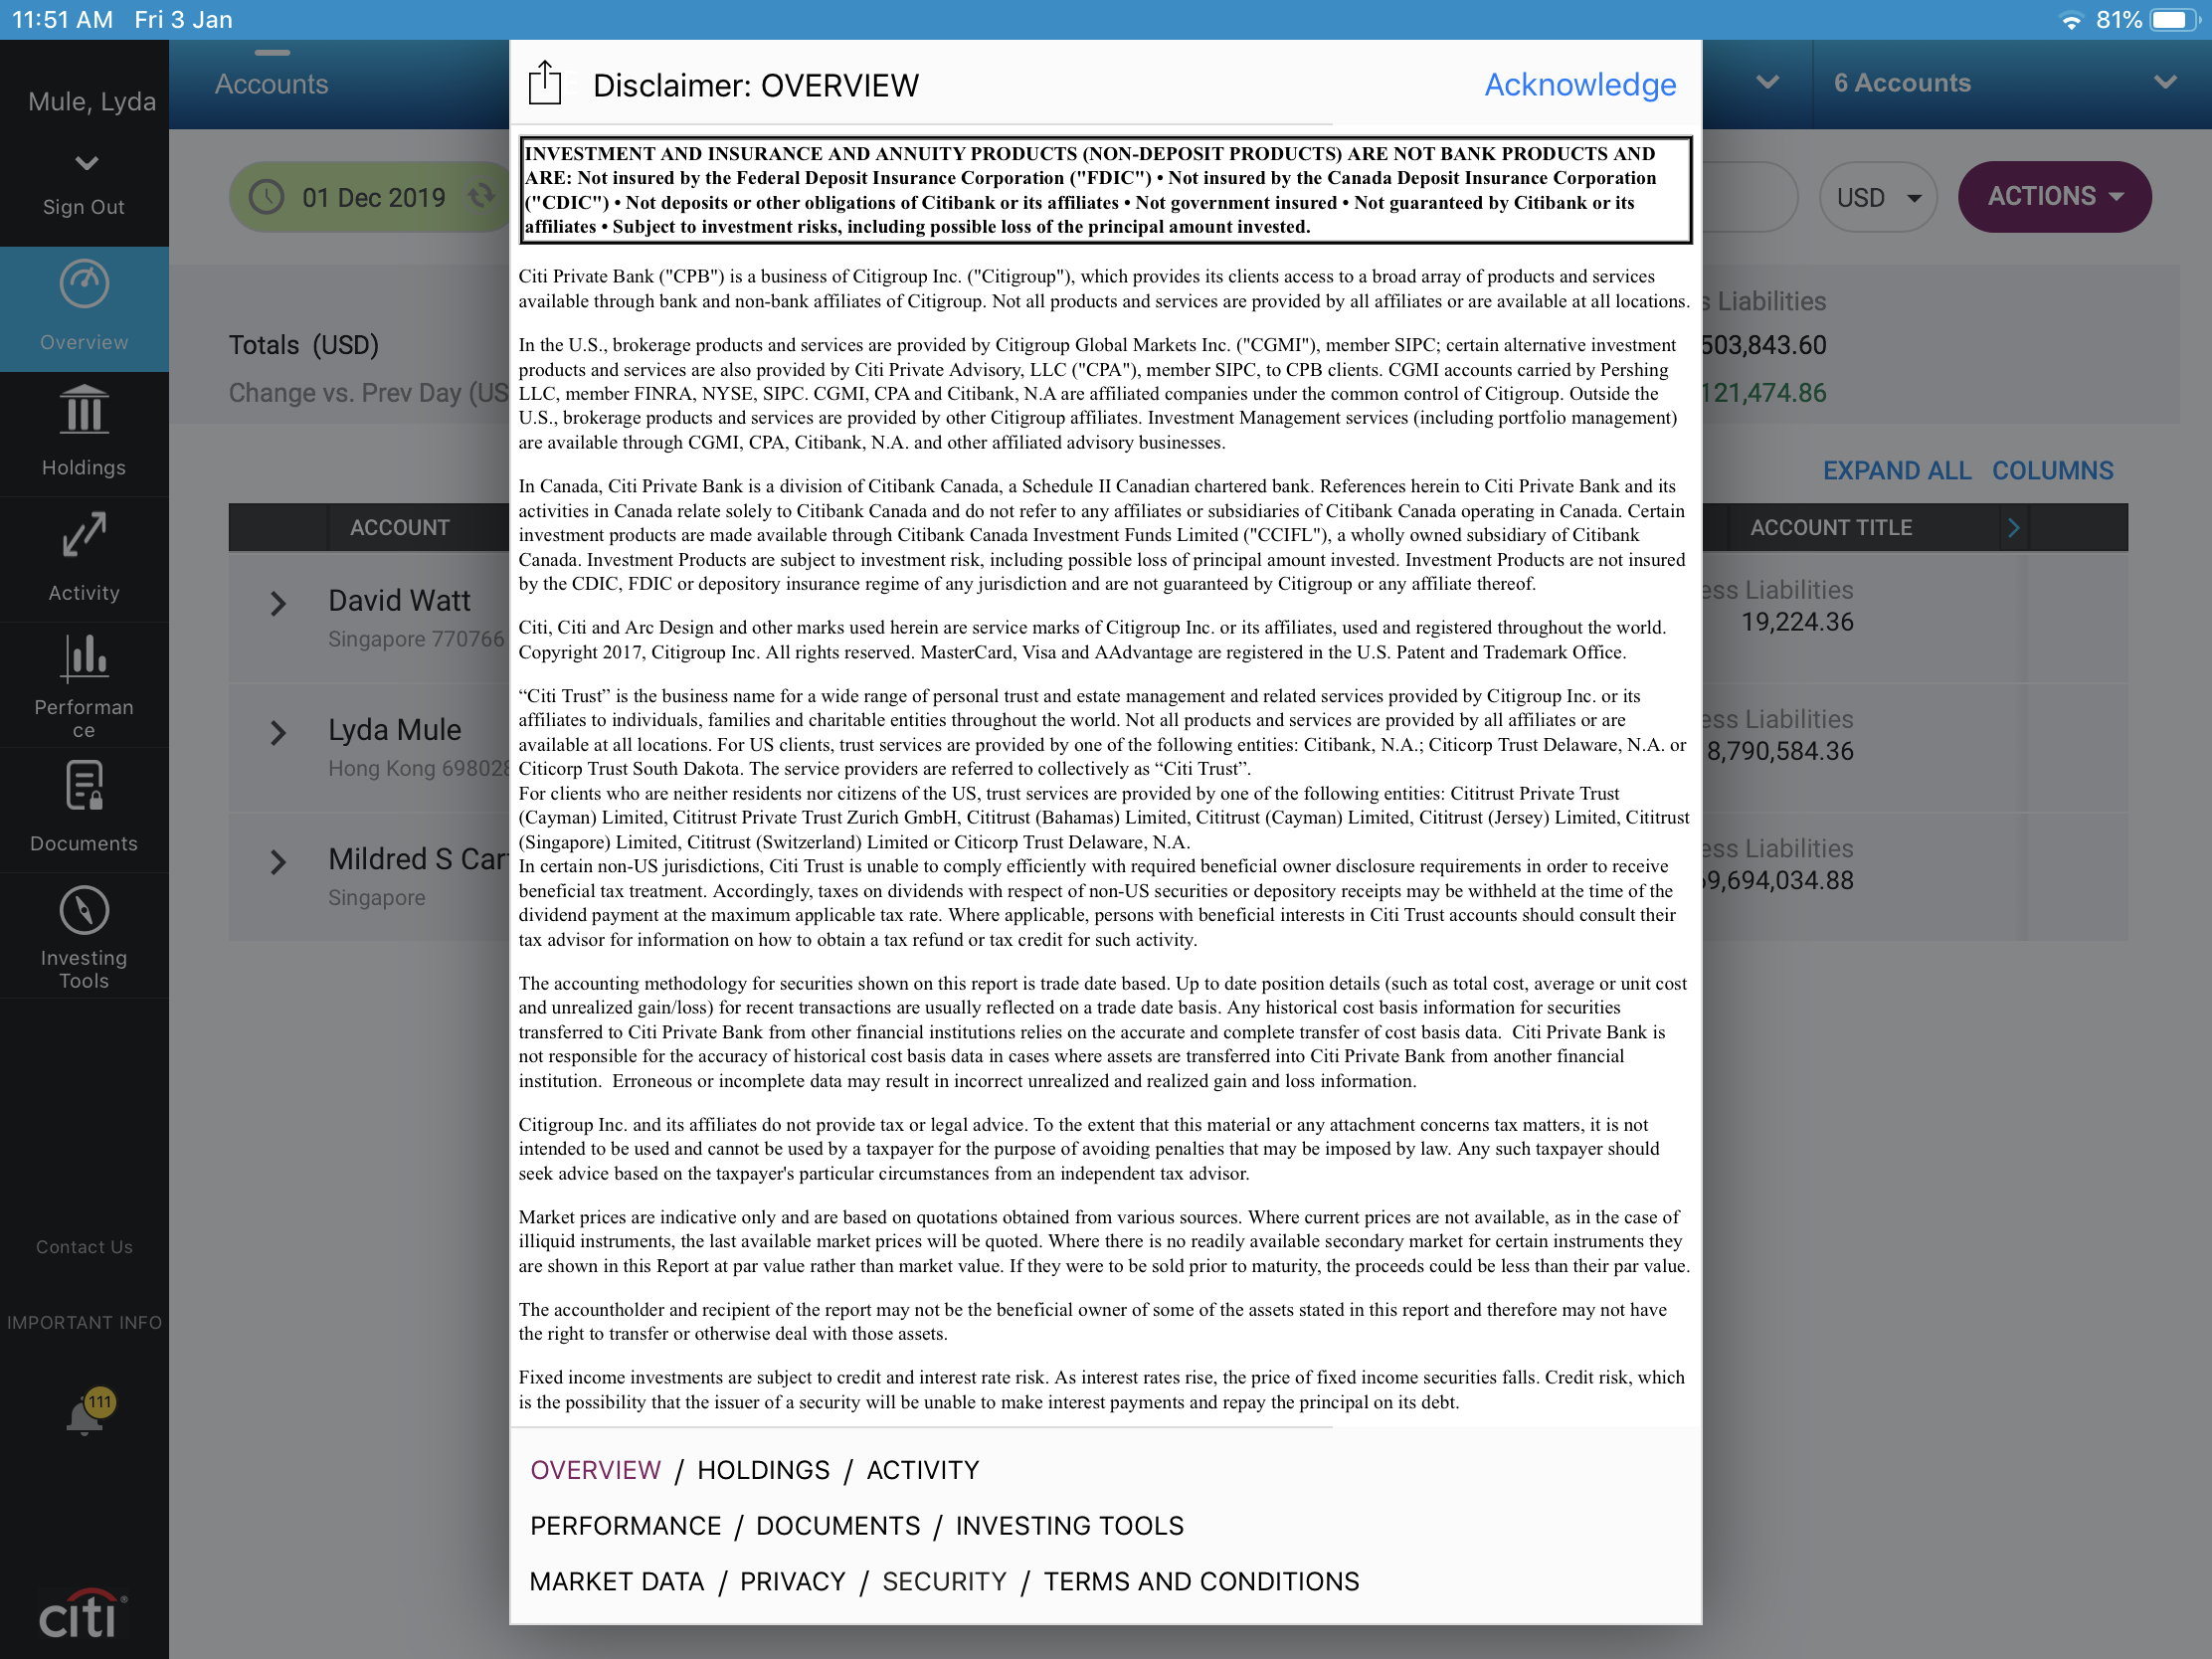 11:51 AM Fri 3 Jan
81%
Mule, Lyda
Sign Out
Overview
Holdings
Activity
Performan
ce
Documents
Investing
Tools
Contact Us
IMPORTANT INFO
111
citi
Accounts
6 Accounts
01 Dec 2019
USD
ACTIONS
Totals (USD)
Change vs. Prev Day (US
s Liabilities
503,843.60
121,474.86
EXPAND ALL COLUMNS
ACCOUNT
ACCOUNT TITLE
David Watt
Singapore 770766
ess Liabilities
19,224.36
Lyda Mule
Hong Kong 698028
ess Liabilities
8,790,584.36
Mildred S Car
Singapore
ess Liabilities
69,694,034.88
Disclaimer: OVERVIEW
Acknowledge
INVESTMENT AND INSURANCE AND ANNUITY PRODUCTS (NON-DEPOSIT PRODUCTS) ARE NOT BANK PRODUCTS AND
ARE: Not insured by the Federal Deposit Insurance Corporation ("FDIC") • Not insured by the Canada Deposit Insurance Corporation
("CDIC") • Not deposits or other obligations of Citibank or its affiliates • Not government insured • Not guaranteed by Citibank or its
affiliates • Subject to investment risks, including possible loss of the principal amount invested.
Citi Private Bank ("CPB") is a business of Citigroup Inc. ("Citigroup"), which provides its clients access to a broad array of products and services
available through bank and non-bank affiliates of Citigroup. Not all products and services are provided by all affiliates or are available at all locations.
In the U.S., brokerage products and services are provided by Citigroup Global Markets Inc. ("CGMI"), member SIPC; certain alternative investment
products and services are also provided by Citi Private Advisory, LLC ("CPA"), member SIPC, to CPB clients. CGMI accounts carried by Pershing
LLC, member FINRA, NYSE, SIPC. CGMI, CPA and Citibank, N.A are affiliated companies under the common control of Citigroup. Outside the
U.S., brokerage products and services are provided by other Citigroup affiliates. Investment Management services (including portfolio management)
are available through CGMI, CPA, Citibank, N.A. and other affiliated advisory businesses.
In Canada, Citi Private Bank is a division of Citibank Canada, a Schedule II Canadian chartered bank. References herein to Citi Private Bank and its
activities in Canada relate solely to Citibank Canada and do not refer to any affiliates or subsidiaries of Citibank Canada operating in Canada. Certain
investment products are made available through Citibank Canada Investment Funds Limited ("CCIFL"), a wholly owned subsidiary of Citibank
Canada. Investment Products are subject to investment risk, including possible loss of principal amount invested. Investment Products are not insured
by the CDIC, FDIC or depository insurance regime of any jurisdiction and are not guaranteed by Citigroup or any affiliate thereof.
Citi, Citi and Arc Design and other marks used herein are service marks of Citigroup Inc. or its affiliates, used and registered throughout the world.
Copyright 2017, Citigroup Inc. All rights reserved. MasterCard, Visa and AAdvantage are registered in the U.S. Patent and Trademark Office.
“Citi Trust” is the business name for a wide range of personal trust and estate management and related services provided by Citigroup Inc. or its
affiliates to individuals, families and charitable entities throughout the world. Not all products and services are provided by all affiliates or are
available at all locations. For US clients, trust services are provided by one of the following entities: Citibank, N.A.; Citicorp Trust Delaware, N.A. or
Citicorp Trust South Dakota. The service providers are referred to collectively as “Citi Trust”.
For clients who are neither residents nor citizens of the US, trust services are provided by one of the following entities: Cititrust Private Trust
(Cayman) Limited, Cititrust Private Trust Zurich GmbH, Cititrust (Bahamas) Limited, Cititrust (Cayman) Limited, Cititrust (Jersey) Limited, Cititrust
(Singapore) Limited, Cititrust (Switzerland) Limited or Citicorp Trust Delaware, N.A.
In certain non-US jurisdictions, Citi Trust is unable to comply efficiently with required beneficial owner disclosure requirements in order to receive
beneficial tax treatment. Accordingly, taxes on dividends with respect of non-US securities or depository receipts may be withheld at the time of the
dividend payment at the maximum applicable tax rate. Where applicable, persons with beneficial interests in Citi Trust accounts should consult their
tax advisor for information on how to obtain a tax refund or tax credit for such activity.
The accounting methodology for securities shown on this report is trade date based. Up to date position details (such as total cost, average or unit cost
and unrealized gain/loss) for recent transactions are usually reflected on a trade date basis. Any historical cost basis information for securities
transferred to Citi Private Bank from other financial institutions relies on the accurate and complete transfer of cost basis data. Citi Private Bank is
not responsible for the accuracy of historical cost basis data in cases where assets are transferred into Citi Private Bank from another financial
institution. Erroneous or incomplete data may result in incorrect unrealized and realized gain and loss information.
Citigroup Inc. and its affiliates do not provide tax or legal advice. To the extent that this material or any attachment concerns tax matters, it is not
intended to be used and cannot be used by a taxpayer for the purpose of avoiding penalties that may be imposed by law. Any such taxpayer should
seek advice based on the taxpayer's particular circumstances from an independent tax advisor.
Market prices are indicative only and are based on quotations obtained from various sources. Where current prices are not available, as in the case of
illiquid instruments, the last available market prices will be quoted. Where there is no readily available secondary market for certain instruments they
are shown in this Report at par value rather than market value. If they were to be sold prior to maturity, the proceeds could be less than their par value.
The accountholder and recipient of the report may not be the beneficial owner of some of the assets stated in this report and therefore may not have
the right to transfer or otherwise deal with those assets.
Fixed income investments are subject to credit and interest rate risk. As interest rates rise, the price of fixed income securities falls. Credit risk, which
is the possibility that the issuer of a security will be unable to make interest payments and repay the principal on its debt.
OVERVIEW / HOLDINGS / ACTIVITY
PERFORMANCE / DOCUMENTS / INVESTING TOOLS
MARKET DATA / PRIVACY / SECURITY / TERMS AND CONDITIONS